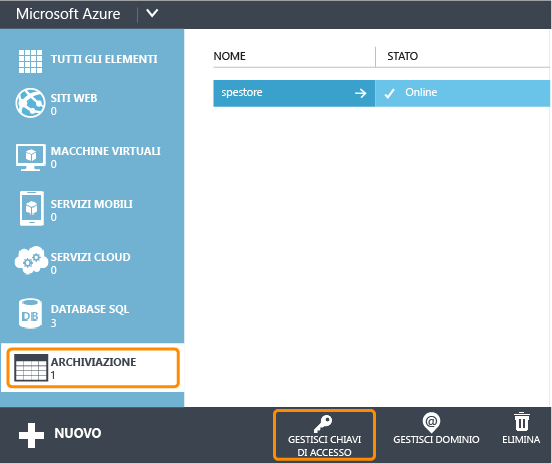 Microsoft Azure
TUTTI GLI ELEMENTI
SITI WEB
0
MACCHINE VIRTUALI
0
SERVIZI MOBILI
0
SERVIZI CLOUD
0
DB
DATABASE SQL
3
ARCHIVIAZIONE
1
NOME
STATO
spestore
Online
NUOVO
GESTISCI CHIAVI
DI ACCESSO
GESTISCI DOMINIO
ELIMINA